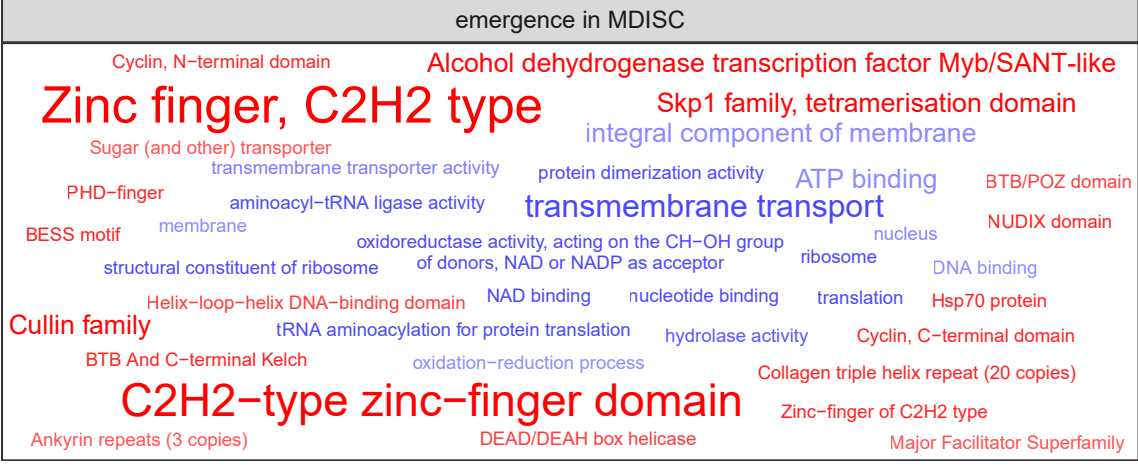 emergence in MDISC
Cyclin, N−terminal domain
Alcohol dehydrogenase transcription factor Myb/SANT-like
Zinc finger, C2H2 type
Skp1 family, tetramerisation domain
integral component of membrane
Sugar (and other) transporter
transmembrane transporter activity
protein dimerization activity
ATP binding
BTB/POZ domain
PHD−finger
aminoacyl−tRNA ligase activity
transmembrane transport
NUDIX domain
BESS motif
membrane
nucleus
oxidoreductase activity, acting on the CH−OH group
of donors, NAD or NADP as acceptor
ribosome
structural constituent of ribosome
DNA binding
Helix−loop−helix DNA−binding domain
NAD binding
nucleotide binding
translation
Hsp70 protein
Cullin family
tRNA aminoacylation for protein translation
hydrolase activity
Cyclin, C−terminal domain
BTB And C−terminal Kelch
oxidation−reduction process
Collagen triple helix repeat (20 copies)
C2H2−type zinc−finger domain
Zinc−finger of C2H2 type
Ankyrin repeats (3 copies)
DEAD/DEAH box helicase
Major Facilitator Superfamily